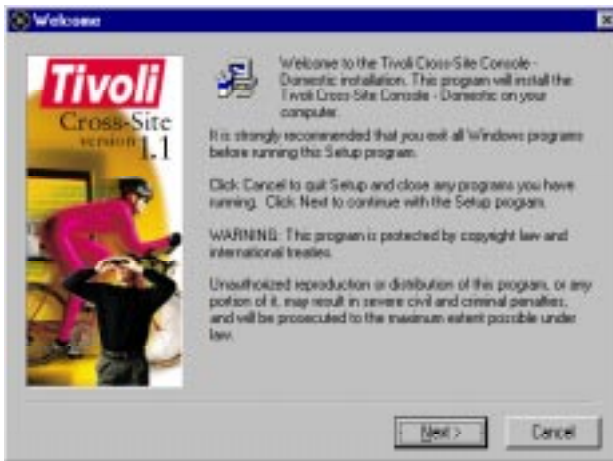 Welcome
Tivoli
Cross-Site
version 1.1
Welcome to the Tivoli Cross-Site Console -
Domestic installation. This program will install the
Tivoli Cross-Site Console - Domestic on your
computer.
It is strongly recommended that you exit all Windows programs
before running this Setup program.
Click Cancel to quit Setup and close any programs you have
running. Click Next to continue with the Setup program.
WARNING: This program is protected by copyright law and
international treaties.
Unauthorized reproduction or distribution of this program, or any
portion of it, may result in severe civil and criminal penalties,
and will be prosecuted to the maximum extent possible under
law.
Next >
Cancel